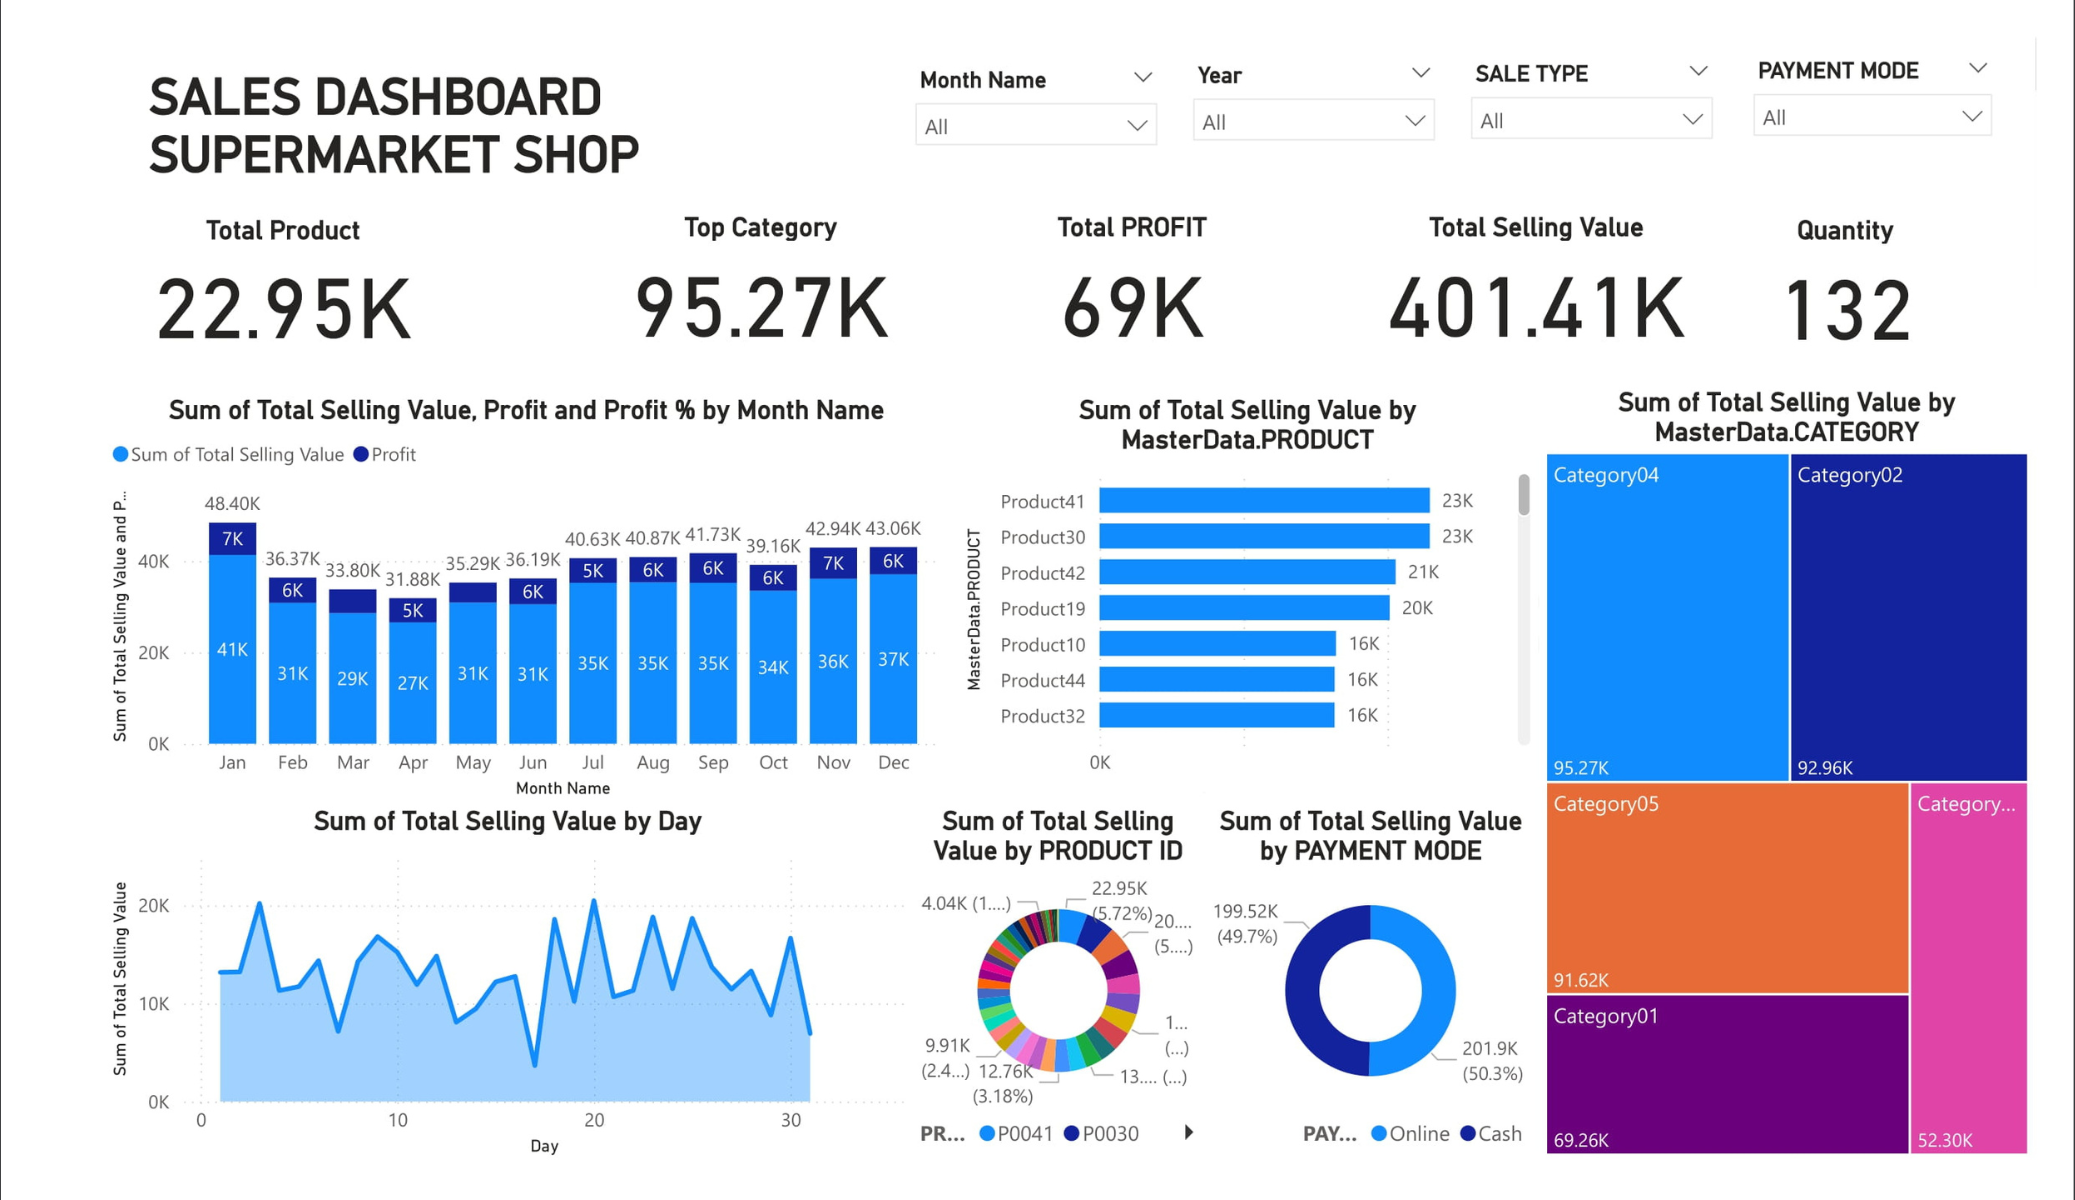 SALES DASHBOARD
SUPERMARKET SHOP
Month Name
All
Year
All
SALE TYPE
All
PAYMENT MODE
All
Total Product
22.95K
Top Category
95.27K
Total PROFIT
69K
Total Selling Value
401.41K
Quantity
132
Sum of Total Selling Value, Profit and Profit % by Month Name
Sum of Total Selling Value Profit
Sum of Total Selling Value and P...
40K
20K
0K
48.40K 36.37K 33.80K 31.88K 35.29K 36.19K 40.63K 40.87K 41.73K 39.16K 42.94K 43.06K
7K 6K 5K 6K 5K 6K 6K 6K 7K 6K
41K 31K 29K 27K 31K 31K 35K 35K 35K 34K 36K 37K
Jan Feb Mar Apr May Jun Jul Aug Sep Oct Nov Dec
Month Name
Sum of Total Selling Value by
MasterData.PRODUCT
MasterData.PRODUCT
Product41 23K
Product30 23K
Product42 21K
Product19 20K
Product10 16K
Product44 16K
Product32 16K
0K
Sum of Total Selling Value by
MasterData.CATEGORY
Category04
95.27K
Category02
92.96K
Category05
91.62K
Category...
52.30K
Category01
69.26K
Sum of Total Selling Value by Day
Sum of Total Selling Value
20K
10K
0K
0 10 20 30
Day
Sum of Total Selling
Value by PRODUCT ID
22.95K
(5.72%)
20....
(5....)
1...
(...)
13.... (...)
12.76K
(3.18%)
9.91K
(2.4...)
4.04K (1....)
PR... P0041 P0030
Sum of Total Selling Value
by PAYMENT MODE
199.52K
(49.7%)
201.9K
(50.3%)
PAY... Online Cash